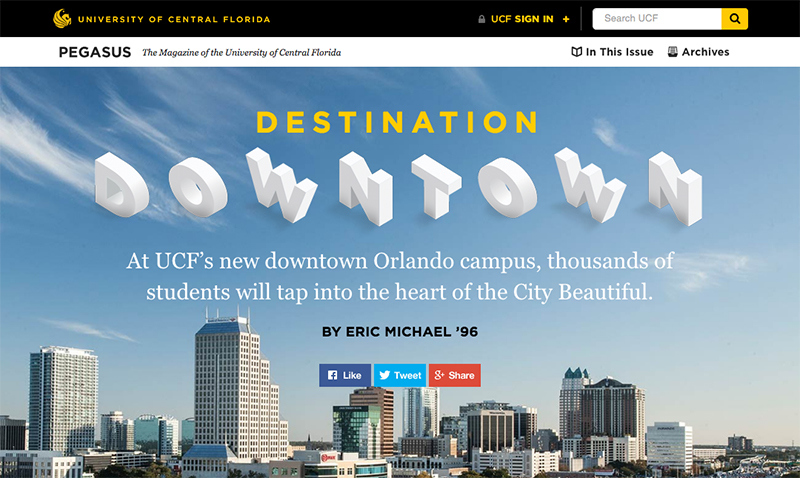 UNIVERSITY OF CENTRAL FLORIDA
UCF SIGN IN +
Search UCF
PEGASUS The Magazine of the University of Central Florida
In This Issue
Archives
DESTINATION
DOWNTOWN
At UCF's new downtown Orlando campus, thousands of
students will tap into the heart of the City Beautiful.
BY ERIC MICHAEL '96
Like
Tweet
Share